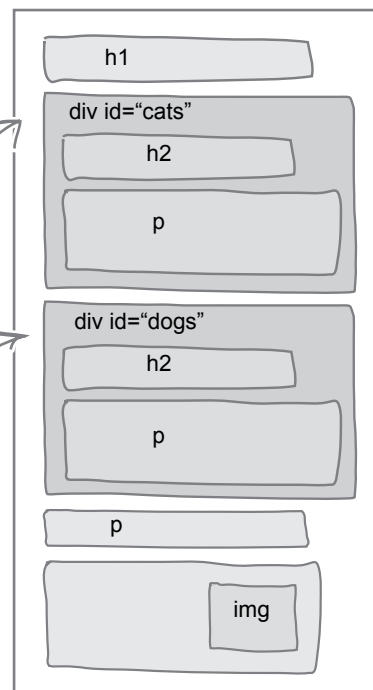 h1
div id=“cats”
h2
p
div id=“dogs”
h2
p
p
img